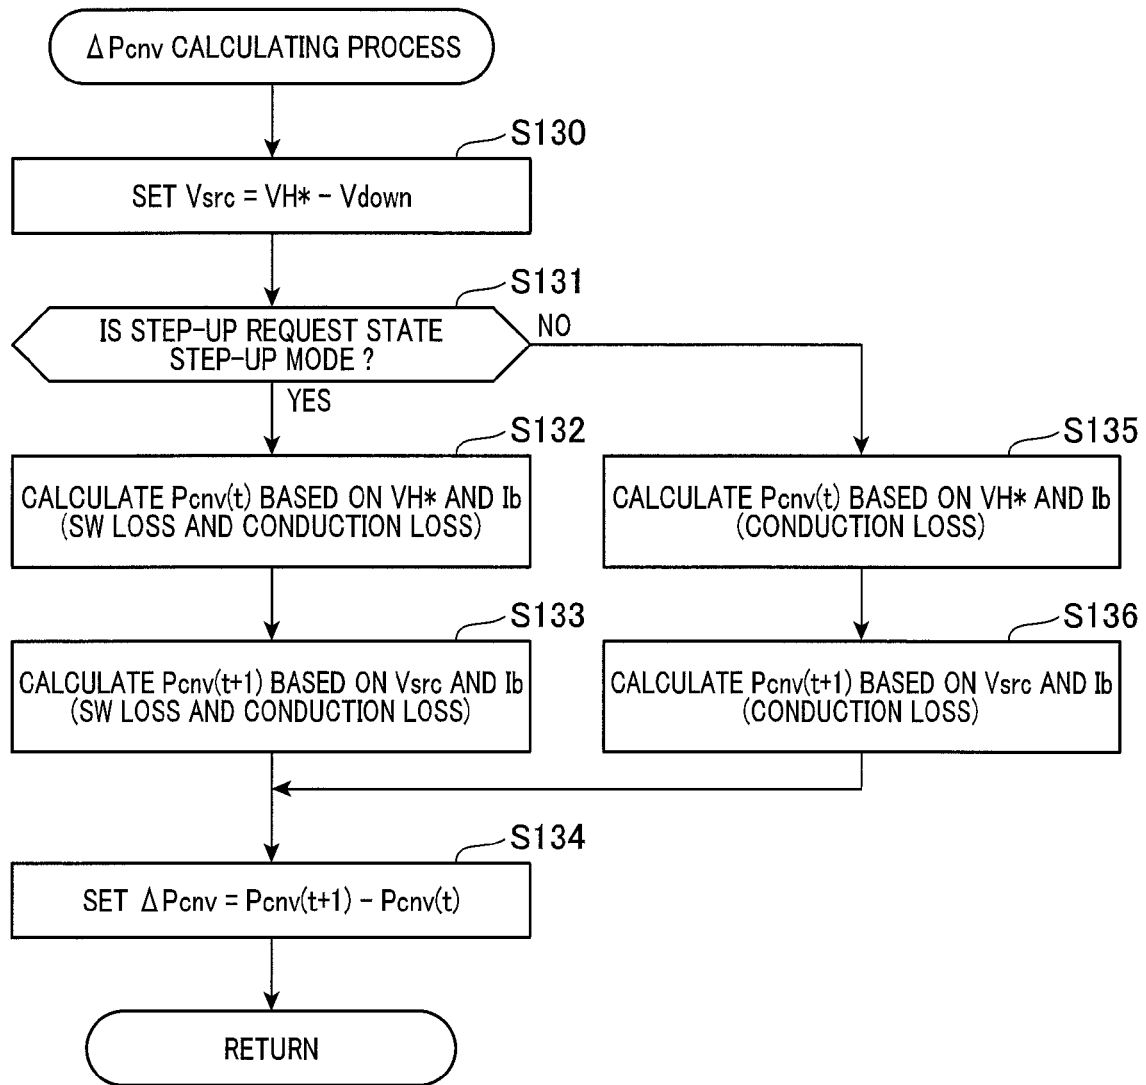 ΔPcnv CALCULATING PROCESS
S130
SET Vsrc = VH* - Vdown
S131
IS STEP-UP REQUEST STATE
STEP-UP MODE ?
NO
YES
S132
CALCULATE Pcnv(t) BASED ON VH* AND Ib
(SW LOSS AND CONDUCTION LOSS)
S135
CALCULATE Pcnv(t) BASED ON VH* AND Ib
(CONDUCTION LOSS)
S133
CALCULATE Pcnv(t+1) BASED ON Vsrc AND Ib
(SW LOSS AND CONDUCTION LOSS)
S136
CALCULATE Pcnv(t+1) BASED ON Vsrc AND Ib
(CONDUCTION LOSS)
S134
SET ΔPcnv = Pcnv(t+1) - Pcnv(t)
RETURN